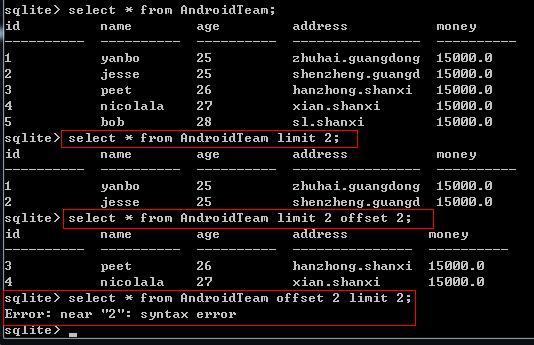 sqlite> select * from AndroidTeam;
id          name        age         address           money
----------  ----------  ----------  ----------------  ----------
1           yanbo       25          zhuhai.guangdong  15000.0
2           jesse       25          shenzheng.guangd  15000.0
3           peet        26          hanzhong.shanxi   15000.0
4           nicolala    27          xian.shanxi       15000.0
5           bob         28          sl.shanxi         15000.0
sqlite> select * from AndroidTeam limit 2;
id          name        age         address           money
----------  ----------  ----------  ----------------  ----------
1           yanbo       25          zhuhai.guangdong  15000.0
2           jesse       25          shenzheng.guangd  15000.0
sqlite> select * from AndroidTeam limit 2 offset 2;
id          name        age         address          money
----------  ----------  ----------  ---------------  ----------
3           peet        26          hanzhong.shanxi  15000.0
4           nicolala    27          xian.shanxi      15000.0
sqlite> select * from AndroidTeam offset 2 limit 2;
Error: near "2": syntax error
sqlite>